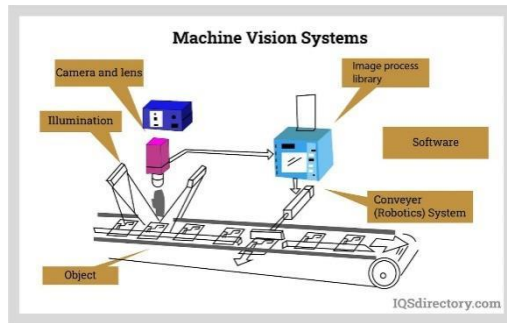 Machine Vision Systems
Camera and lens
Image process
library
Illumination
Software
Conveyer
(Robotics) System
Object
IQSdirectory.com